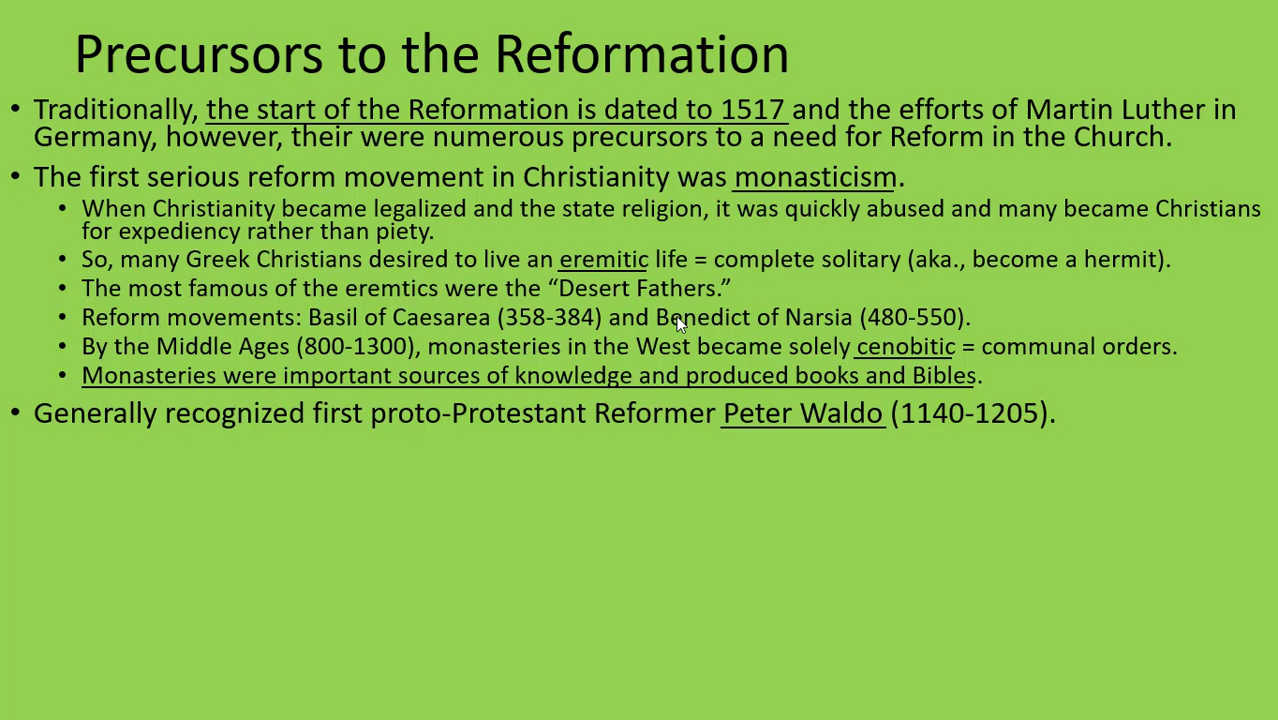 Precursors to the Reformation
• Traditionally, the start of the Reformation is dated to 1517 and the efforts of Martin Luther in
Germany, however, their were numerous precursors to a need for Reform in the Church.
• The first serious reform movement in Christianity was monasticism.
• When Christianity became legalized and the state religion, it was quickly abused and many became Christians
for expediency rather than piety.
• So, many Greek Christians desired to live an eremitic life = complete solitary (aka., become a hermit).
• The most famous of the eremtics were the “Desert Fathers.”
• Reform movements: Basil of Caesarea (358-384) and Benedict of Narsia (480-550).
• By the Middle Ages (800-1300), monasteries in the West became solely cenobitic = communal orders.
• Monasteries were important sources of knowledge and produced books and Bibles.
• Generally recognized first proto-Protestant Reformer Peter Waldo (1140-1205).